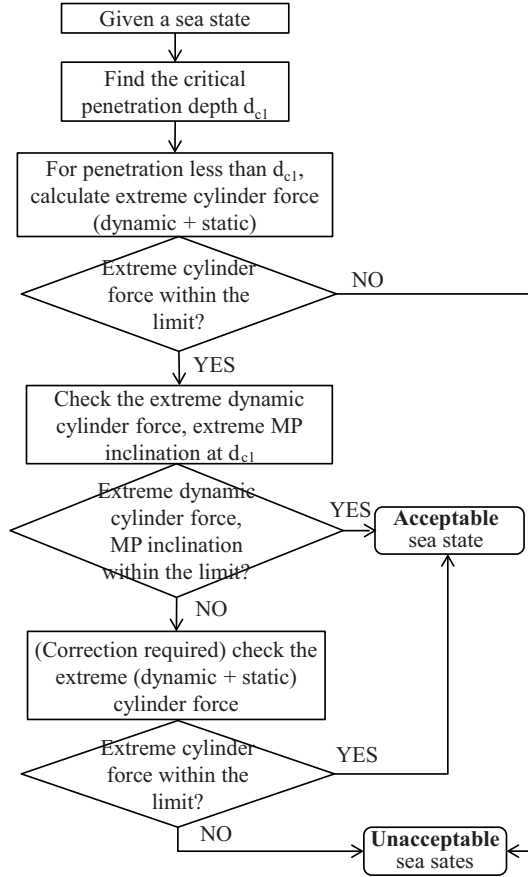 Given a sea state
Find the critical
penetration depth d_c1
For penetration less than d_c1,
calculate extreme cylinder force
(dynamic + static)
Extreme cylinder
force within the
limit?
NO
YES
Check the extreme dynamic
cylinder force, extreme MP
inclination at d_c1
Extreme dynamic
cylinder force,
MP inclination
within the limit?
YES
Acceptable
sea state
NO
(Correction required) check the
extreme (dynamic + static)
cylinder force
Extreme cylinder
force within the
limit?
YES
NO
Unacceptable
sea sates